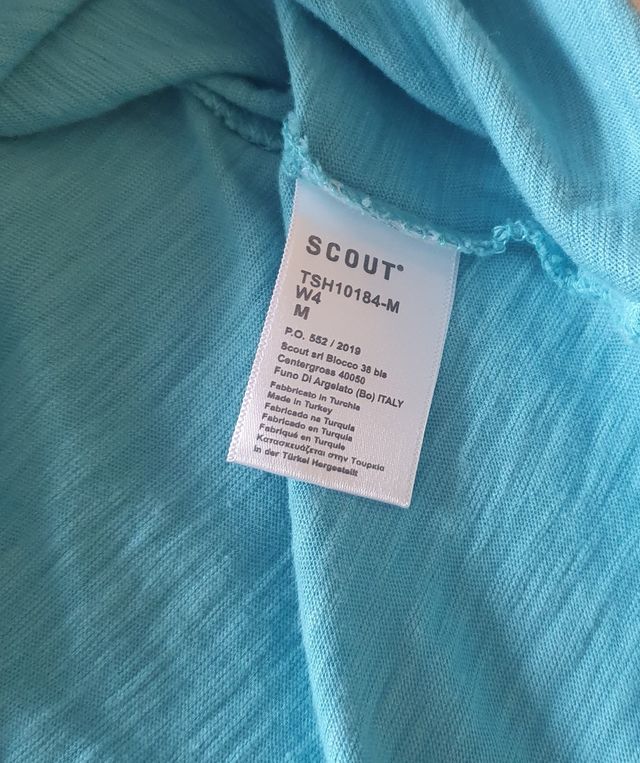 SCOUT®
TSH10184-M
W4
M
P.O. 552 / 2019
Scout srl Blocco 38 bis
Centergross 40050
Funo Di Argelato (Bo) ITALY
Fabbricato in Turchia
Made in Turkey
Fabricado na Turquia
Fabricado en Turquia
Fabriqué en Turquie
Κατασκευάζεται στην Τουρκία
In der Türkei Hergestellt